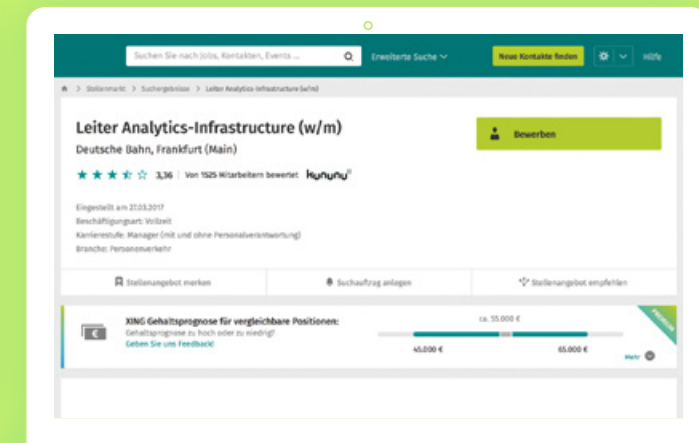 Suchen Sie nach Jobs, Kontakten, Events ...
Erweiterte Suche
Neue Kontakte finden
Hilfe
> Stellenmarkt > Suchergebnisse > Leiter Analytics-Infrastructure (w/m)
Leiter Analytics-Infrastructure (w/m)
Bewerben
Deutsche Bahn, Frankfurt (Main)
3,36 | Von 1525 Mitarbeitern bewertet kununu
Eingestellt am 27.03.2017
Beschäftigungsart: Vollzeit
Karrierestufe: Manager (mit und ohne Personalverantwortung)
Branche: Personenverkehr
Stellenangebot merken
Suchauftrag anlegen
Stellenangebot empfehlen
XING Gehaltsprognose für vergleichbare Positionen:
Gehaltsprognose zu hoch oder zu niedrig?
Geben Sie uns Feedback!
ca. 55.000 €
45.000 €
65.000 €
PREMIUM
Mehr